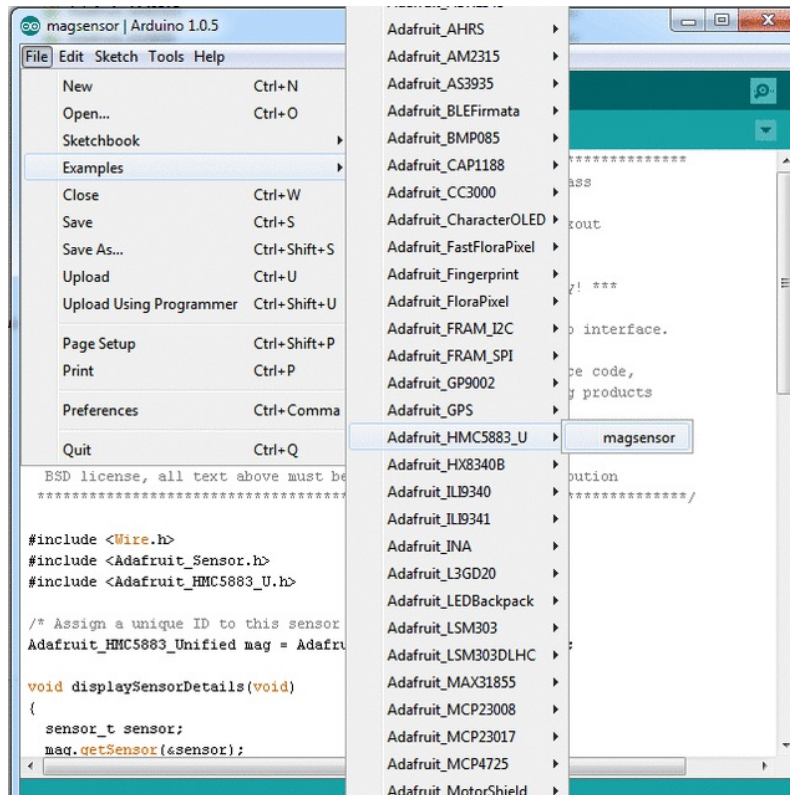 magsensor | Arduino 1.0.5
File Edit Sketch Tools Help
New Ctrl+N
Open... Ctrl+O
Sketchbook
Examples
Close Ctrl+W
Save Ctrl+S
Save As... Ctrl+Shift+S
Upload Ctrl+U
Upload Using Programmer Ctrl+Shift+U
Page Setup Ctrl+Shift+P
Print Ctrl+P
Preferences Ctrl+Comma
Quit Ctrl+Q
Adafruit_AHRS
Adafruit_AM2315
Adafruit_AS3935
Adafruit_BLEFirmata
Adafruit_BMP085
Adafruit_CAP1188
Adafruit_CC3000
Adafruit_CharacterOLED
Adafruit_FastFloraPixel
Adafruit_Fingerprint
Adafruit_FloraPixel
Adafruit_FRAM_I2C
Adafruit_FRAM_SPI
Adafruit_GP9002
Adafruit_GPS
Adafruit_HMC5883_U
Adafruit_HX8340B
Adafruit_ILI9340
Adafruit_ILI9341
Adafruit_INA
Adafruit_L3GD20
Adafruit_LEDBackpack
Adafruit_LSM303
Adafruit_LSM303DLHC
Adafruit_MAX31855
Adafruit_MCP23008
Adafruit_MCP23017
Adafruit_MCP4725
Adafruit_MotorShield
magsensor
***
interface.
code,
products
BSD license, all text above must be
#include <Wire.h>
#include <Adafruit_Sensor.h>
#include <Adafruit_HMC5883_U.h>
/* Assign a unique ID to this sensor
Adafruit_HMC5883_Unified mag = Adafru
void displaySensorDetails(void)
{
sensor_t sensor;
mag.getSensor(&sensor);